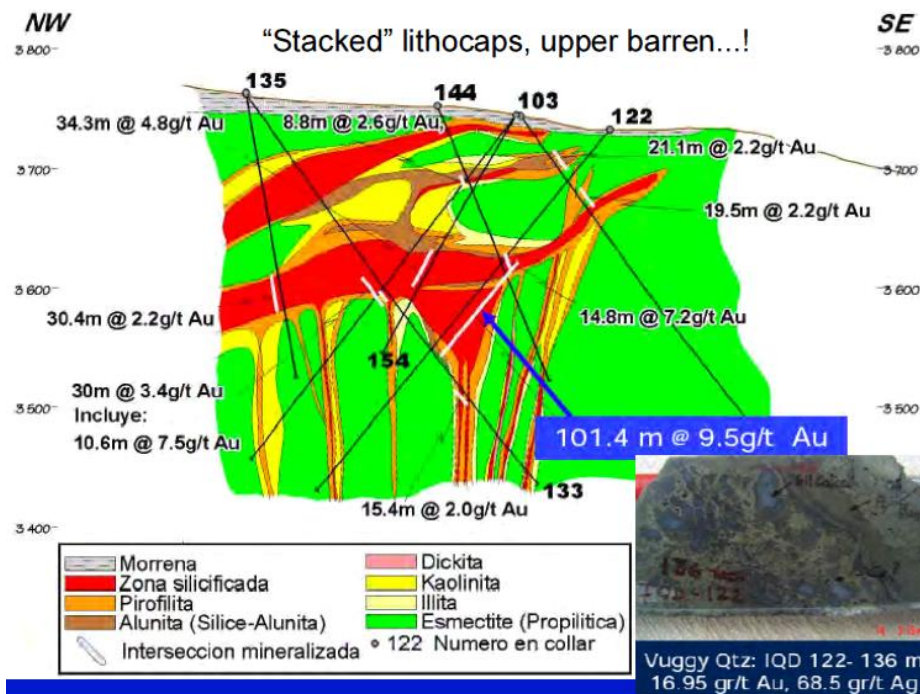 NW
SE
“Stacked” lithocaps, upper barren...!
3 800
3 800
135
144
103
122
34.3m @ 4.8g/t Au
8.8m @ 2.6g/t Au,
21.1m @ 2.2g/t Au
3 700
3 700
19.5m @ 2.2g/t Au
3 600
3 600
30.4m @ 2.2g/t Au
14.8m @ 7.2g/t Au
154
30m @ 3.4g/t Au
Incluye:
10.6m @ 7.5g/t Au
3 500
3 500
101.4 m @ 9.5g/t Au
133
15.4m @ 2.0g/t Au
3 400
Morrena
Zona silicificada
Pirofilita
Alunita (Silice-Alunita)
Interseccion mineralizada
Dickita
Kaolinita
Illita
Esmectite (Propilitica)
122 Numero en collar
136
IQD-122
Vuggy Qtz: IQD 122- 136 m
16.95 gr/t Au, 68.5 gr/t Ag